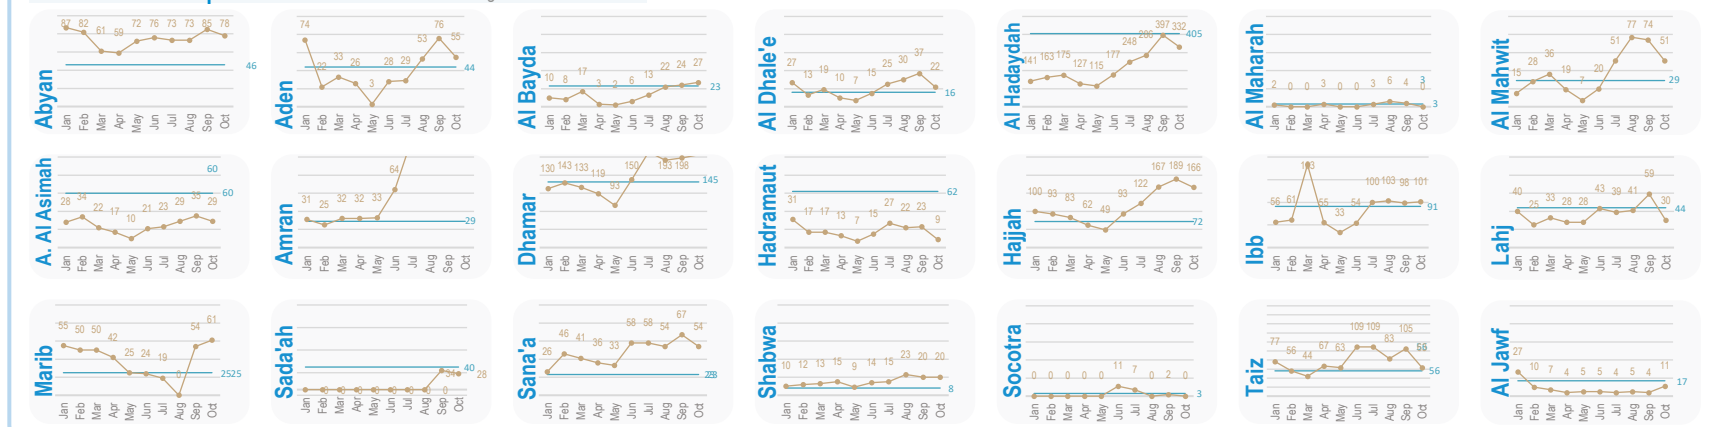 Abyan
87 82 61 59 72 76 73 73 85 78
46
Jan Feb Mar Apr May Jun Jul Aug Sep Oct
Aden
74 22 33 26 3 28 29 53 76 55
44
Jan Feb Mar Apr May Jun Jul Aug Sep Oct
Al Bayda
10 8 17 3 2 6 13 22 24 27
23
Jan Feb Mar Apr May Jun Jul Aug Sep Oct
Al Dhale'e
27 13 19 10 7 15 25 30 37 22
16
Jan Feb Mar Apr May Jun Jul Aug Sep Oct
Al Hadaydah
141 163 175 127 115 177 248 397 332
405
Jan Feb Mar Apr May Jun Jul Aug Sep Oct
Al Maharah
2 0 0 3 0 0 3 6 4 0
3
3
Jan Feb Mar Apr May Jun Jul Aug Sep Oct
Al Mahwit
15 28 36 19 7 20 51 77 74 51
29
Jan Feb Mar Apr May Jun Jul Aug Sep Oct
A. Al Asimah
28 34 22 17 10 21 23 29 35 29
60
60
Jan Feb Mar Apr May Jun Jul Aug Sep Oct
Amran
31 25 32 32 33 64
29
Jan Feb Mar Apr May Jun Jul Aug Sep Oct
Dhamar
130 143 133 119 93 150 193 198
145
Jan Feb Mar Apr May Jun Jul Aug Sep Oct
Hadramaut
31 17 17 13 7 15 27 22 23 9
62
Jan Feb Mar Apr May Jun Jul Aug Sep Oct
Hajjah
100 93 83 62 49 93 122 167 189 166
72
Jan Feb Mar Apr May Jun Jul Aug Sep Oct
Ibb
56 61 55 33 54 100 103 98 101
91
Jan Feb Mar Apr May Jun Jul Aug Sep Oct
Lahj
40 25 33 28 28 43 39 41 59 30
44
Jan Feb Mar Apr May Jun Jul Aug Sep Oct
Marib
55 50 50 42 25 24 19 0 54 61
2525
Jan Feb Mar Apr May Jun Jul Aug Sep Oct
Sada'ah
28
40
Jan Feb Mar Apr May Jun Jul Aug Sep Oct
Sana'a
26 46 41 36 33 58 58 54 67 54
23
Jan Feb Mar Apr May Jun Jul Aug Sep Oct
Shabwa
10 12 13 15 9 14 15 23 20 20
8
Jan Feb Mar Apr May Jun Jul Aug Sep Oct
Socotra
0 0 0 0 0 11 7 0 2 0
3
Jan Feb Mar Apr May Jun Jul Aug Sep Oct
Taiz
77 56 44 67 63 109 109 83 105
56
Jan Feb Mar Apr May Jun Jul Aug Sep Oct
Al Jawf
27 10 7 4 5 5 4 5 4 11
17
Jan Feb Mar Apr May Jun Jul Aug Sep Oct